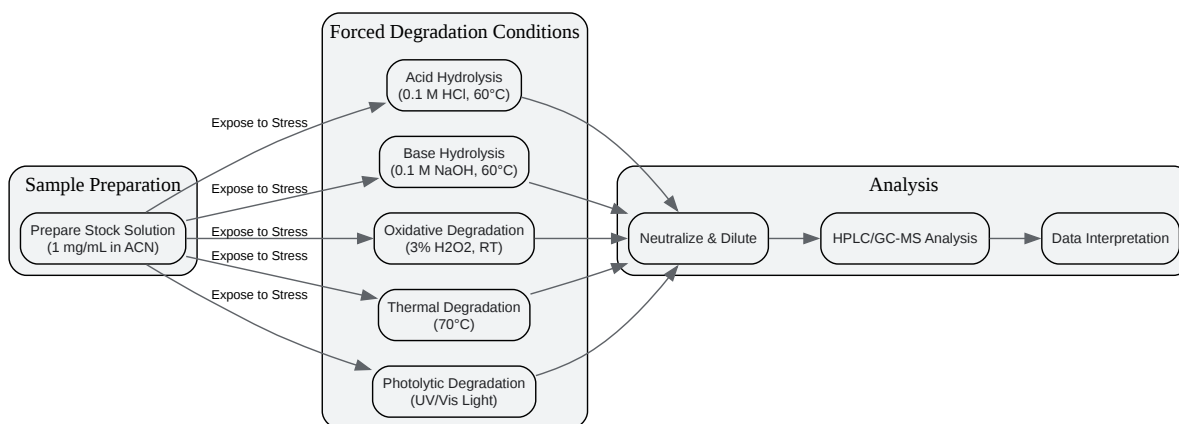 Forced Degradation Conditions
Acid Hydrolysis
(0.1 M HCl, 60°C)
Expose to Stress
Base Hydrolysis
(0.1 M NaOH, 60°C)
Sample Preparation
Analysis
Expose to Stress
Prepare Stock Solution
(1 mg/mL in ACN)
Expose to Stress
Oxidative Degradation
(3% H2O2, RT)
Neutralize & Dilute
HPLC/GC-MS Analysis
Data Interpretation
Expose to Stress
Thermal Degradation
(70°C)
Expose to Stress
Photolytic Degradation
(UV/Vis Light)